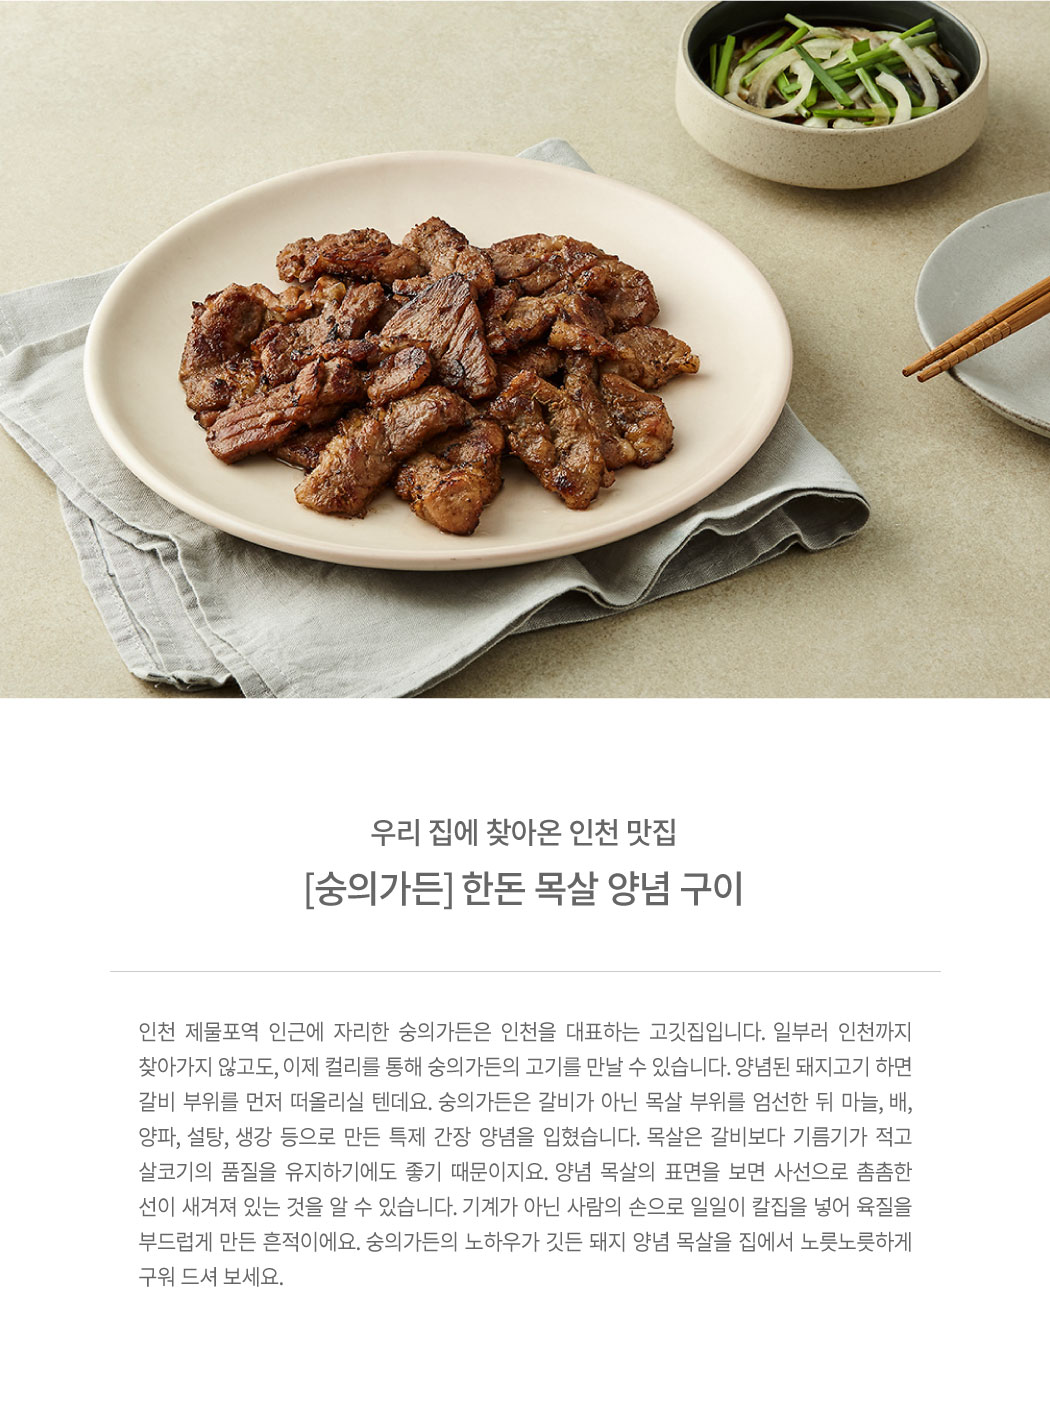 우리 집에 찾아온 인천 맛집
[숭의가든] 한돈 목살 양념 구이
인천 제물포역 인근에 자리한 숭의가든은 인천을 대표하는 고깃집입니다. 일부러 인천까지
찾아가지 않고도, 이제 컬리를 통해 숭의가든의 고기를 만날 수 있습니다. 양념된 돼지고기 하면
갈비 부위를 먼저 떠올리실 텐데요. 숭의가든은 갈비가 아닌 목살 부위를 엄선한 뒤 마늘, 배,
양파, 설탕, 생강 등으로 만든 특제 간장 양념을 입혔습니다. 목살은 갈비보다 기름기가 적고
살코기의 품질을 유지하기에도 좋기 때문이지요. 양념 목살의 표면을 보면 사선으로 촘촘한
선이 새겨져 있는 것을 알 수 있습니다. 기계가 아닌 사람의 손으로 일일이 칼집을 넣어 육질을
부드럽게 만든 흔적이에요. 숭의가든의 노하우가 깃든 돼지 양념 목살을 집에서 노릇노릇하게
구워 드셔 보세요.